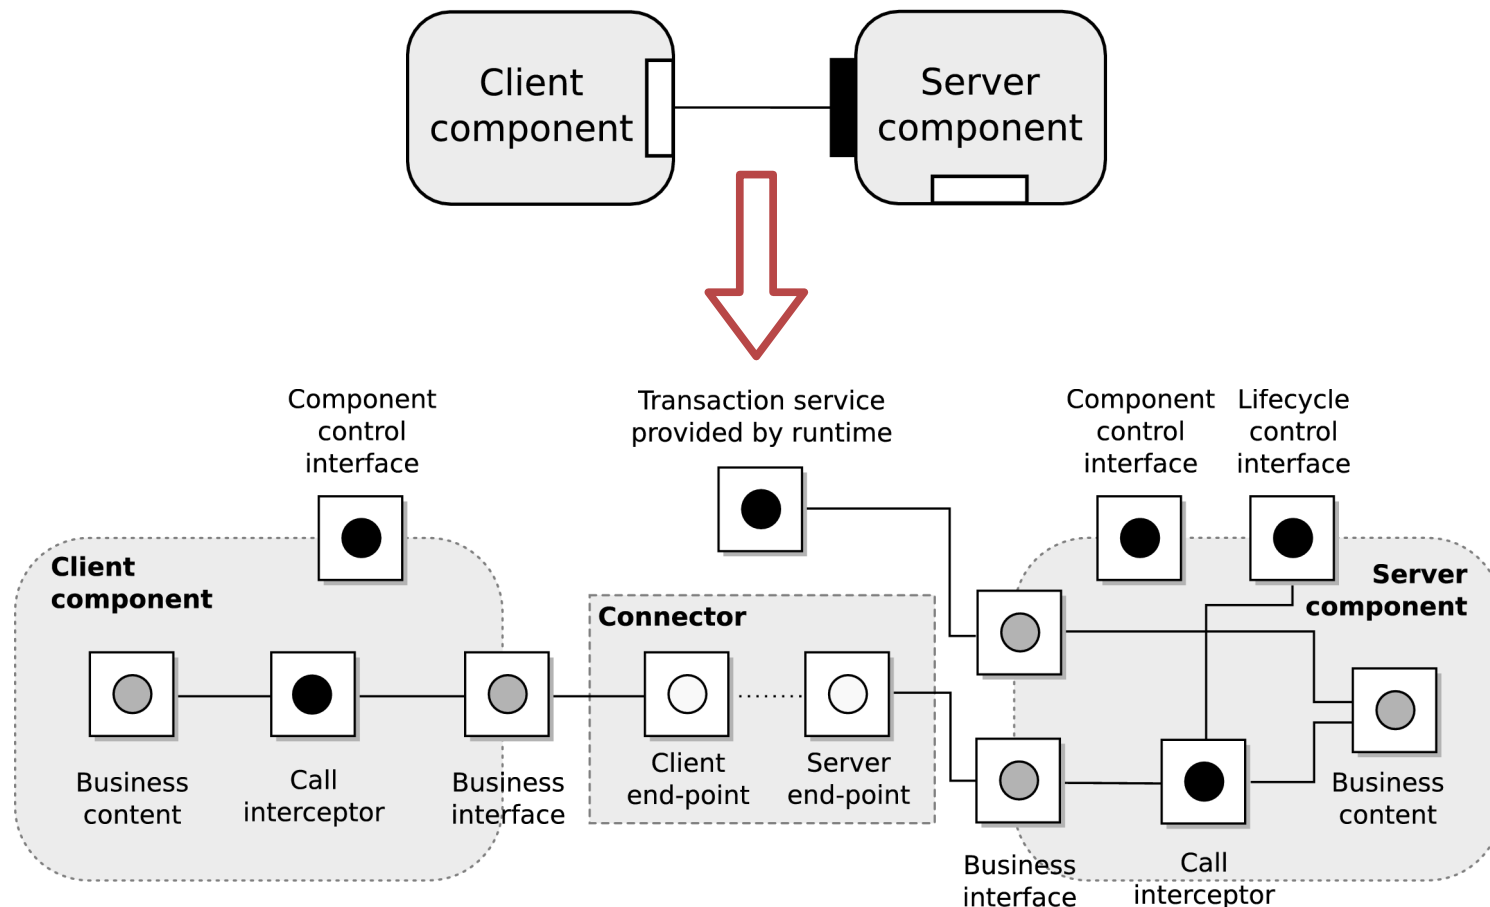 Client
component
Server
component
Component
control
interface
Transaction service
provided by runtime
Component
control
interface
Lifecycle
control
interface
Client
component
Server
component
Connector
Business
content
Call
interceptor
Business
interface
Client
end-point
Server
end-point
Business
content
Business
interface
Call
interceptor